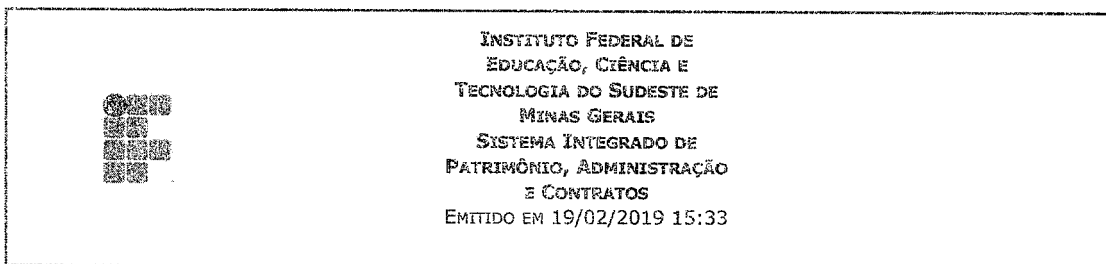 INSTITUTO FEDERAL DE
EDUCAÇÃO, CIÊNCIA E
TECNOLOGIA DO SUDESTE DE
MINAS GERAIS
SISTEMA INTEGRADO DE
PATRIMÔNIO, ADMINISTRAÇÃO
E CONTRATOS
EMITIDO EM 19/02/2019 15:33